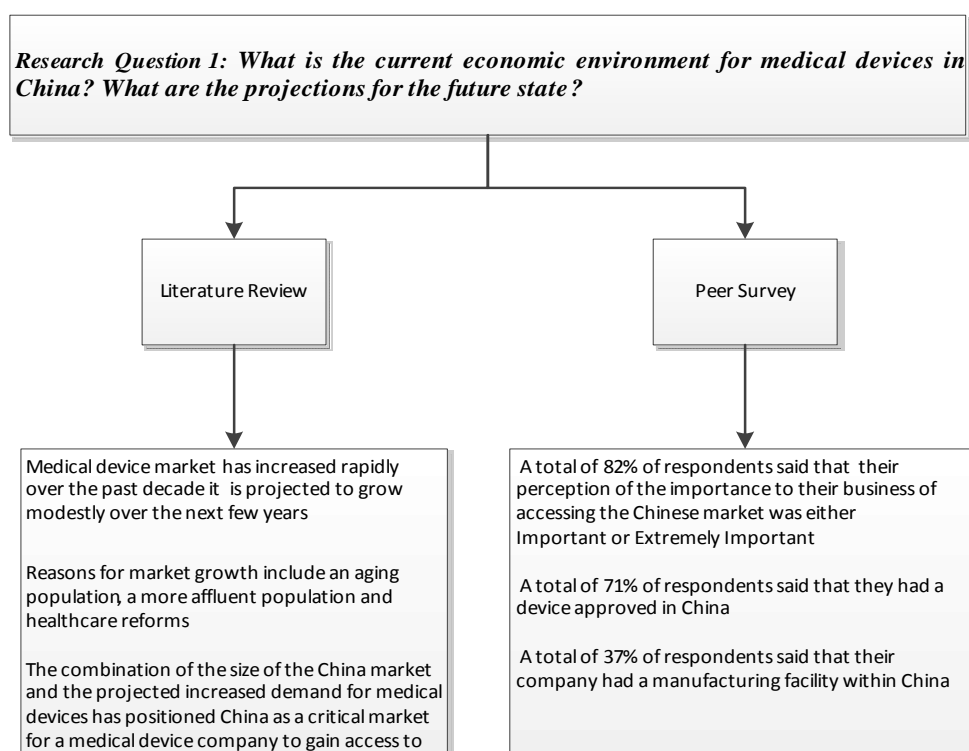 Research Question 1: What is the current economic environment for medical devices in
China? What are the projections for the future state?
Literature Review
Peer Survey
Medical device market has increased rapidly
over the past decade it is projected to grow
modestly over the next few years
Reasons for market growth include an aging
population, a more affluent population and
healthcare reforms
The combination of the size of the China market
and the projected increased demand for medical
devices has positioned China as a critical market
for a medical device company to gain access to
A total of 82% of respondents said that their
perception of the importance to their business of
accessing the Chinese market was either
Important or Extremely Important
A total of 71% of respondents said that they had a
device approved in China
A total of 37% of respondents said that their
company had a manufacturing facility within China